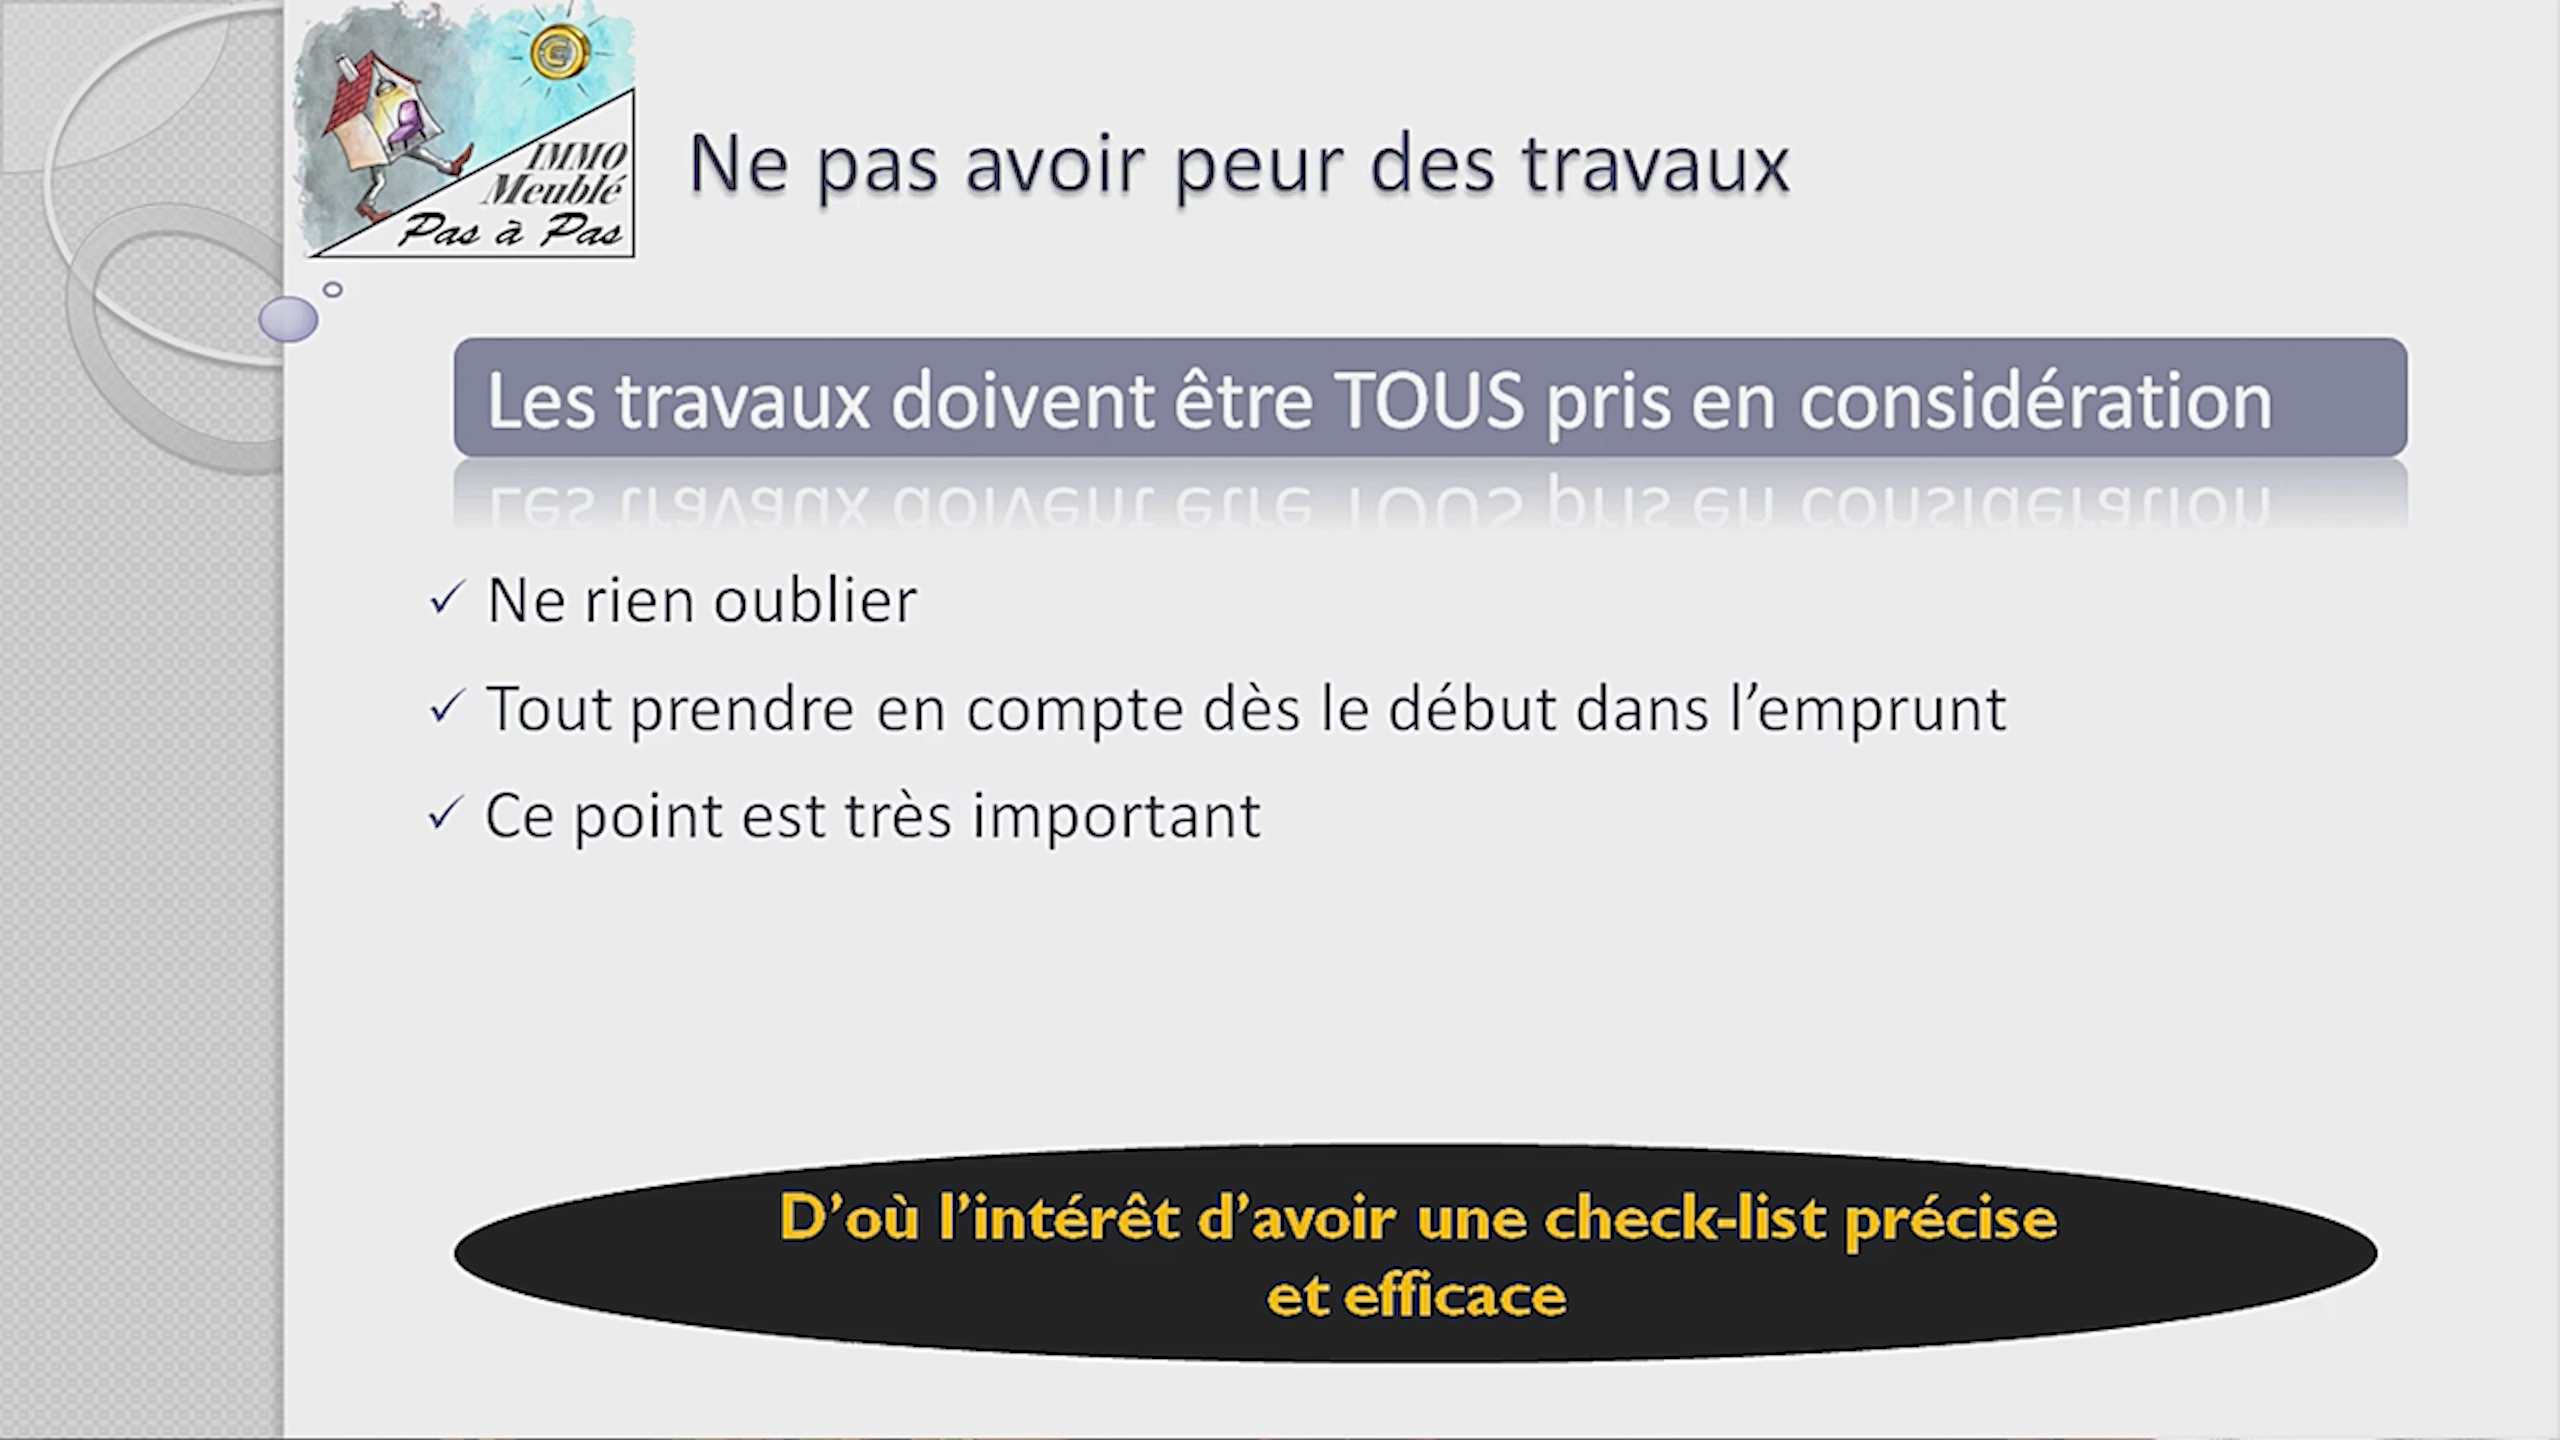 IMMO
Meublé
Pas à Pas
Ne pas avoir peur des travaux
Les travaux doivent être TOUS pris en considération
✓ Ne rien oublier
✓ Tout prendre en compte dès le début dans l’emprunt
✓ Ce point est très important
D’où l’intérêt d’avoir une check-list précise
et efficace